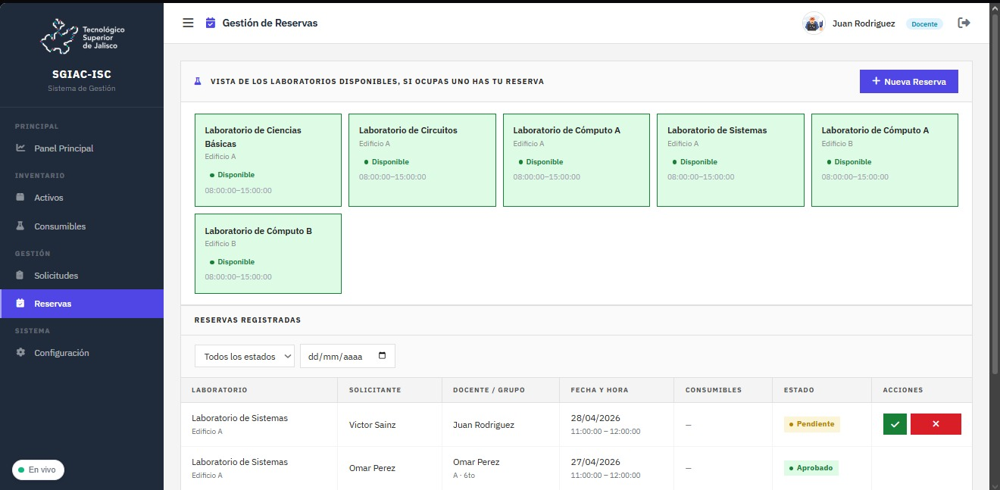 Tecnológico
Superior
de Jalisco
SGIAC-ISC
Sistema de Gestión
PRINCIPAL
Panel Principal
INVENTARIO
Activos
Consumibles
GESTIÓN
Solicitudes
Reservas
SISTEMA
Configuración
En vivo
Gestión de Reservas
Juan Rodriguez
Docente
VISTA DE LOS LABORATORIOS DISPONIBLES, SI OCUPAS UNO HAS TU RESERVA
+ Nueva Reserva
Laboratorio de Ciencias
Básicas
Edificio A
Disponible
08:00:00–15:00:00
Laboratorio de Circuitos
Edificio A
Disponible
08:00:00–15:00:00
Laboratorio de Cómputo A
Edificio A
Disponible
08:00:00–15:00:00
Laboratorio de Sistemas
Edificio A
Disponible
08:00:00–15:00:00
Laboratorio de Cómputo A
Edificio B
Disponible
08:00:00–15:00:00
Laboratorio de Cómputo B
Edificio B
Disponible
08:00:00–15:00:00
RESERVAS REGISTRADAS
Todos los estados
dd/mm/aaaa
LABORATORIO SOLICITANTE DOCENTE / GRUPO FECHA Y HORA CONSUMIBLES ESTADO ACCIONES
Laboratorio de Sistemas
Edificio A
Victor Sainz
Juan Rodriguez
28/04/2026
11:00:00 – 12:00:00
—
Pendiente
Laboratorio de Sistemas
Edificio A
Omar Perez
Omar Perez
A · 6to
27/04/2026
11:00:00 – 12:00:00
—
Aprobado